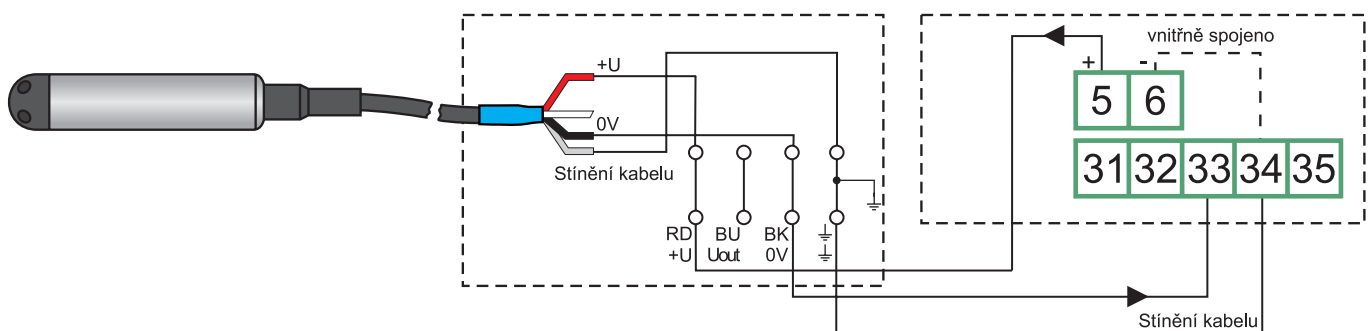 +U
0V
Stínění kabelu
RD BU BK
+U Uout 0V
vnitřně spojeno
+ -
5 6
31 32 33 34 35
Stínění kabelu